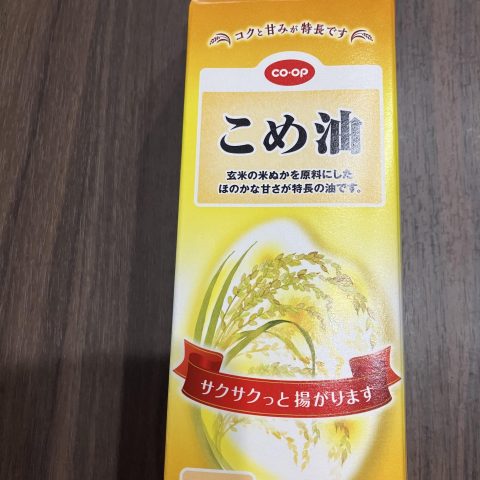 コクと甘みが特長です
CO・OP
こめ油
玄米の米ぬかを原料にした
ほのかな甘さが特長の油です。
サクサクっと揚がります